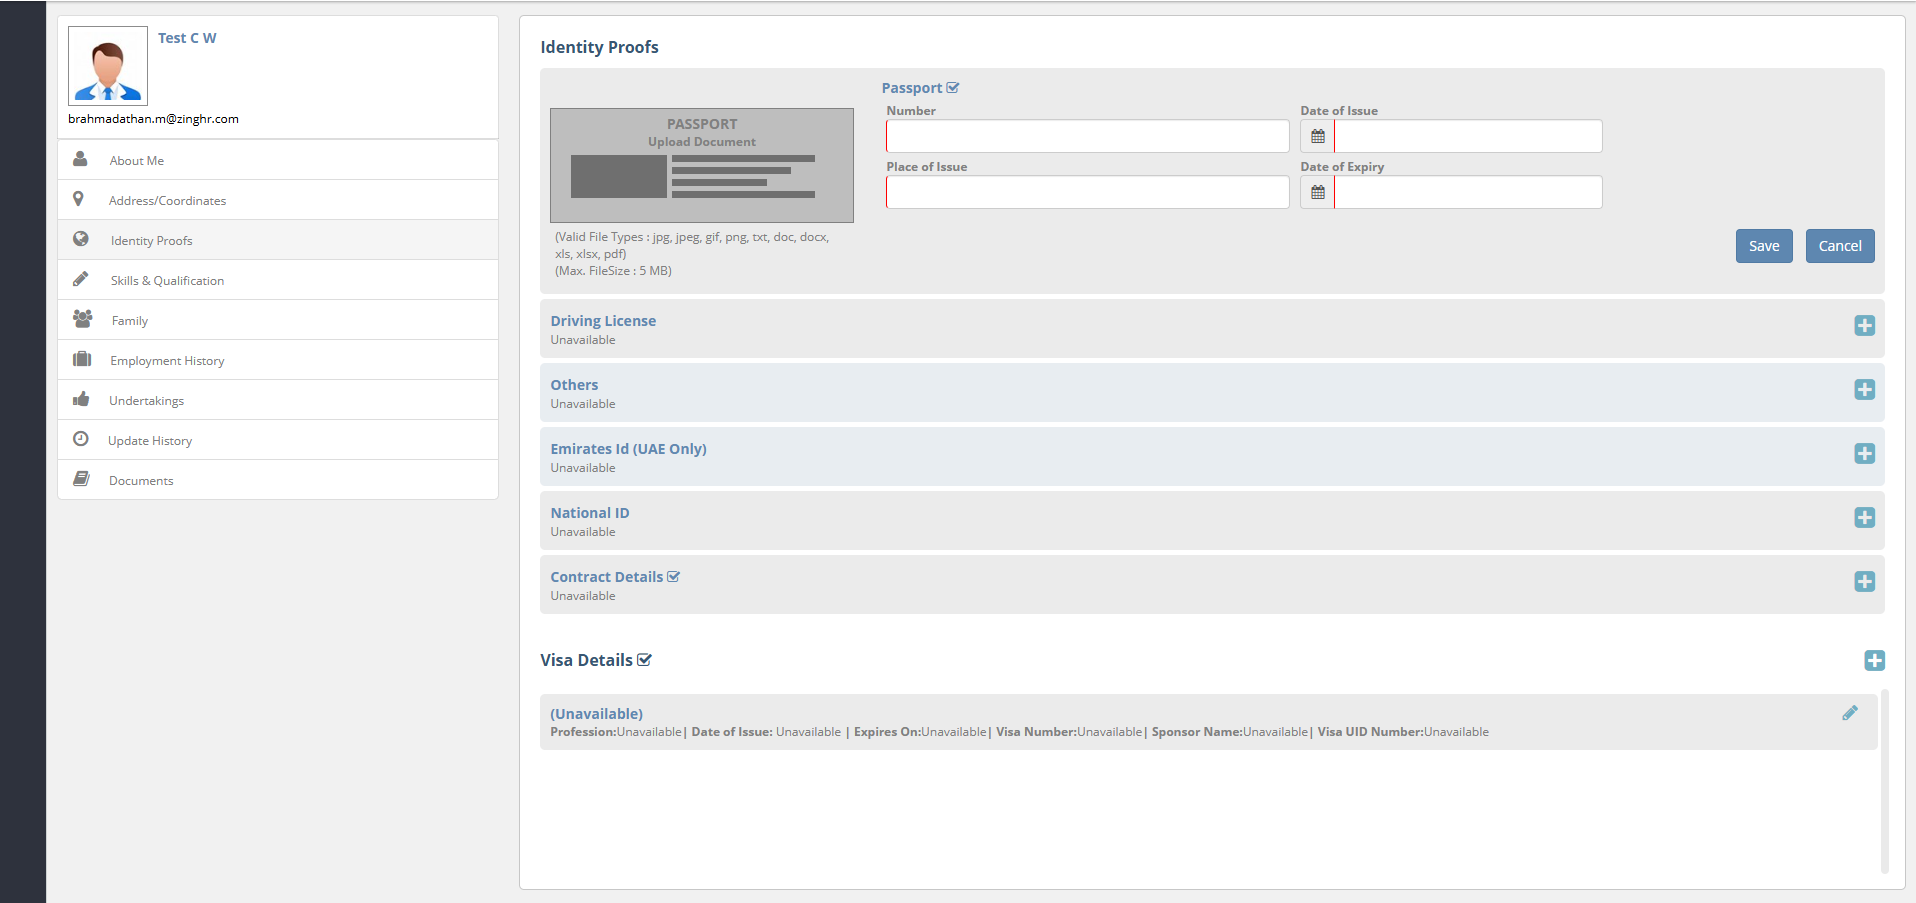 Test C W
brahmadathan.m@zinghr.com
About Me
Address/Coordinates
Identity Proofs
Skills & Qualification
Family
Employment History
Undertakings
Update History
Documents
Identity Proofs
PASSPORT
Upload Document
(Valid File Types : jpg, jpeg, gif, png, txt, doc, docx,
xls, xlsx, pdf)
(Max. FileSize : 5 MB)
Passport
Number
Date of Issue
Place of Issue
Date of Expiry
Save
Cancel
Driving License
Unavailable
Others
Unavailable
Emirates Id (UAE Only)
Unavailable
National ID
Unavailable
Contract Details
Unavailable
Visa Details
(Unavailable)
Profession:Unavailable| Date of Issue: Unavailable | Expires On:Unavailable| Visa Number:Unavailable| Sponsor Name:Unavailable| Visa UID Number:Unavailable